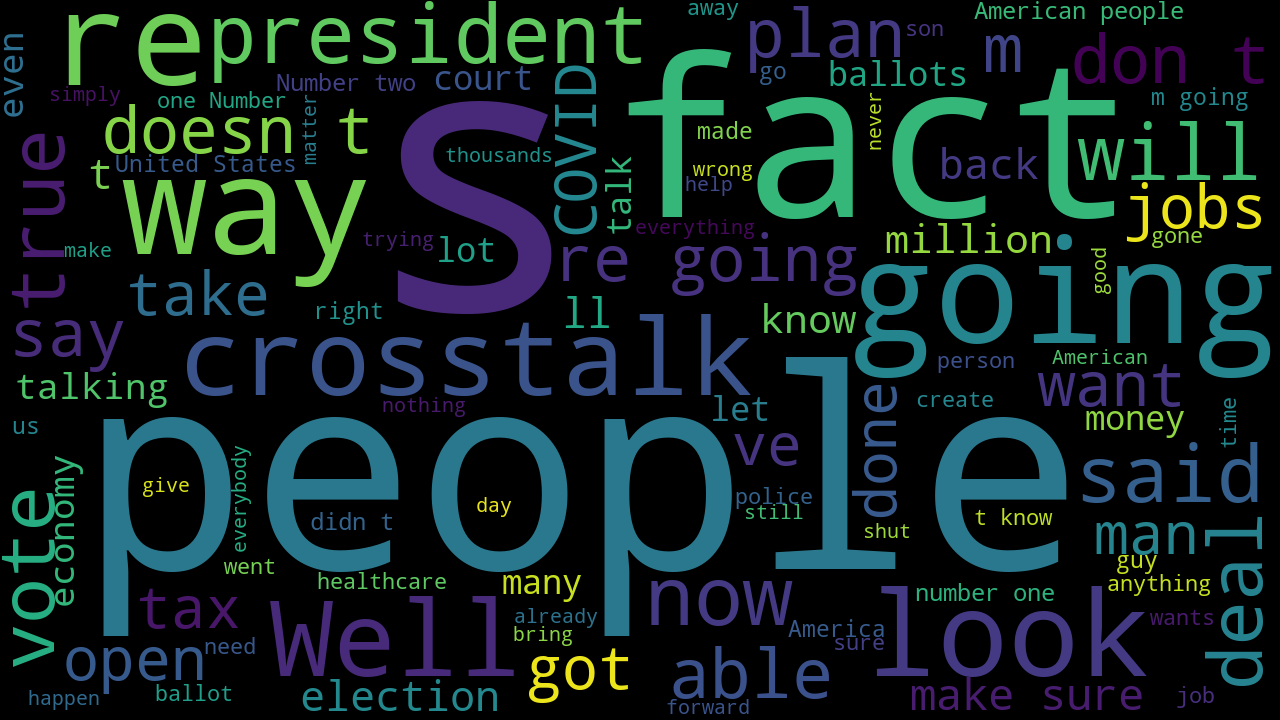 re
president
away
plan
son
American people
m
don t
even
simply
one Number
Number two
court
COVID
go
ballots
m going
true
doesn t
matter
thousands
fact
made
never
will
t
United States
way
s
talk
wrong
help
back
jobs
make
trying
lot
everything
re going
million
gone
good
going
take
right
ll
know
say
crosstalk
person
American
want
talking
nothing
let
done
create
money
time
us
people
ve
said
vote
economy
give
everybody
didn t
day
police
still
t know
shut
man
deal
went
healthcare
many
guy
anything
tax
Well
already
bring
now
America
sure
number one
look
wants
open
need
got
able
happen
ballot
election
forward
make sure
job